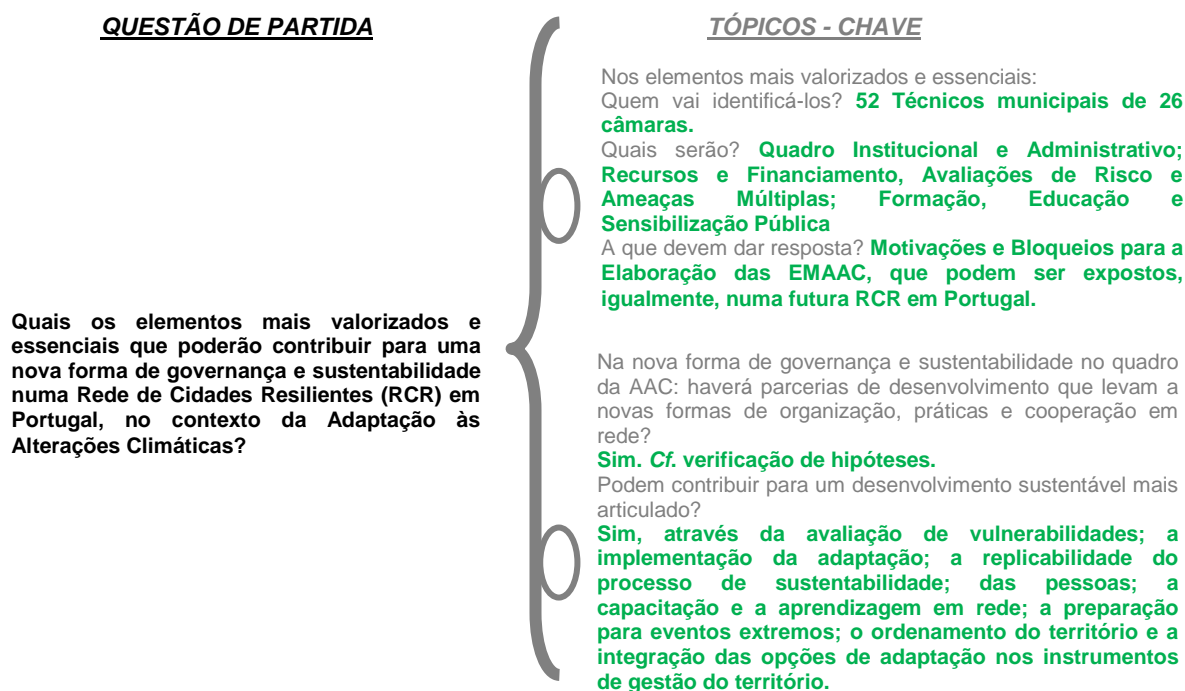 QUESTÃO DE PARTIDA
Quais os elementos mais valorizados e
essenciais que poderão contribuir para uma
nova forma de governança e sustentabilidade
numa Rede de Cidades Resilientes (RCR) em
Portugal, no contexto da Adaptação às
Alterações Climáticas?
TÓPICOS - CHAVE
Nos elementos mais valorizados e essenciais:
Quem vai identificá-los? 52 Técnicos municipais de 26
câmaras.
Quais serão? Quadro Institucional e Administrativo;
Recursos e Financiamento, Avaliações de Risco e
Ameaças Múltiplas; Formação, Educação e
Sensibilização Pública
A que devem dar resposta? Motivações e Bloqueios para a
Elaboração das EMAAC, que podem ser expostos,
igualmente, numa futura RCR em Portugal.
Na nova forma de governança e sustentabilidade no quadro
da AAC: haverá parcerias de desenvolvimento que levam a
novas formas de organização, práticas e cooperação em
rede?
Sim. Cf. verificação de hipóteses.
Podem contribuir para um desenvolvimento sustentável mais
articulado?
Sim, através da avaliação de vulnerabilidades; a
implementação da adaptação; a replicabilidade do
processo de sustentabilidade; das pessoas; a
capacitação e a aprendizagem em rede; a preparação
para eventos extremos; o ordenamento do território e a
integração das opções de adaptação nos instrumentos
de gestão do território.